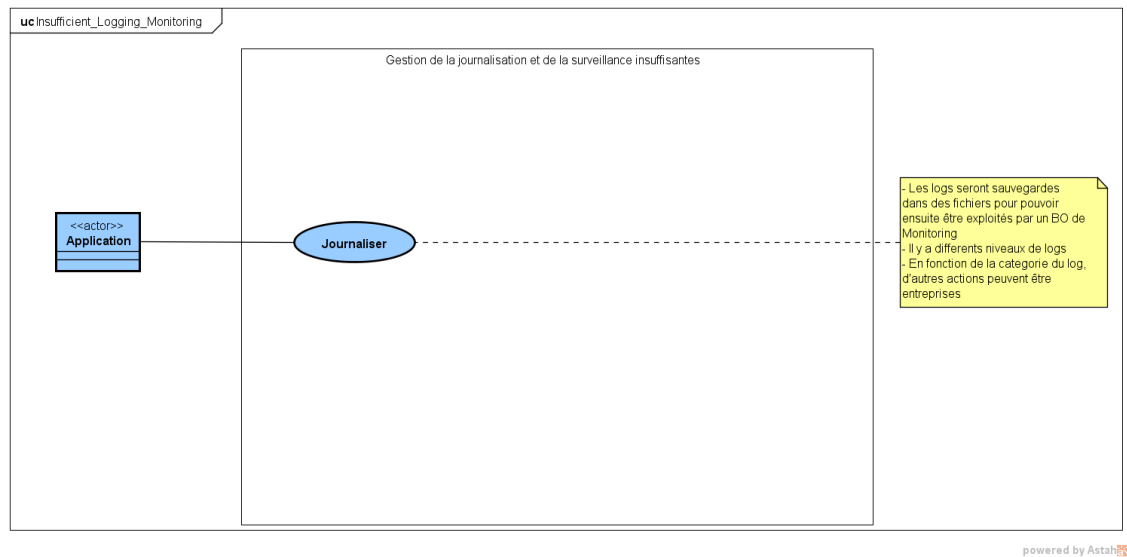 uc Insufficient_Logging_Monitoring
Gestion de la journalisation et de la surveillance insuffisantes
<<actor>>
Application
Journaliser
- Les logs seront sauvegardes
dans des fichiers pour pouvoir
ensuite être exploités par un BO de
Monitoring
- Il y a differents niveaux de logs
- En fonction de la categorie du log,
d'autres actions peuvent être
entreprises
powered by Astah